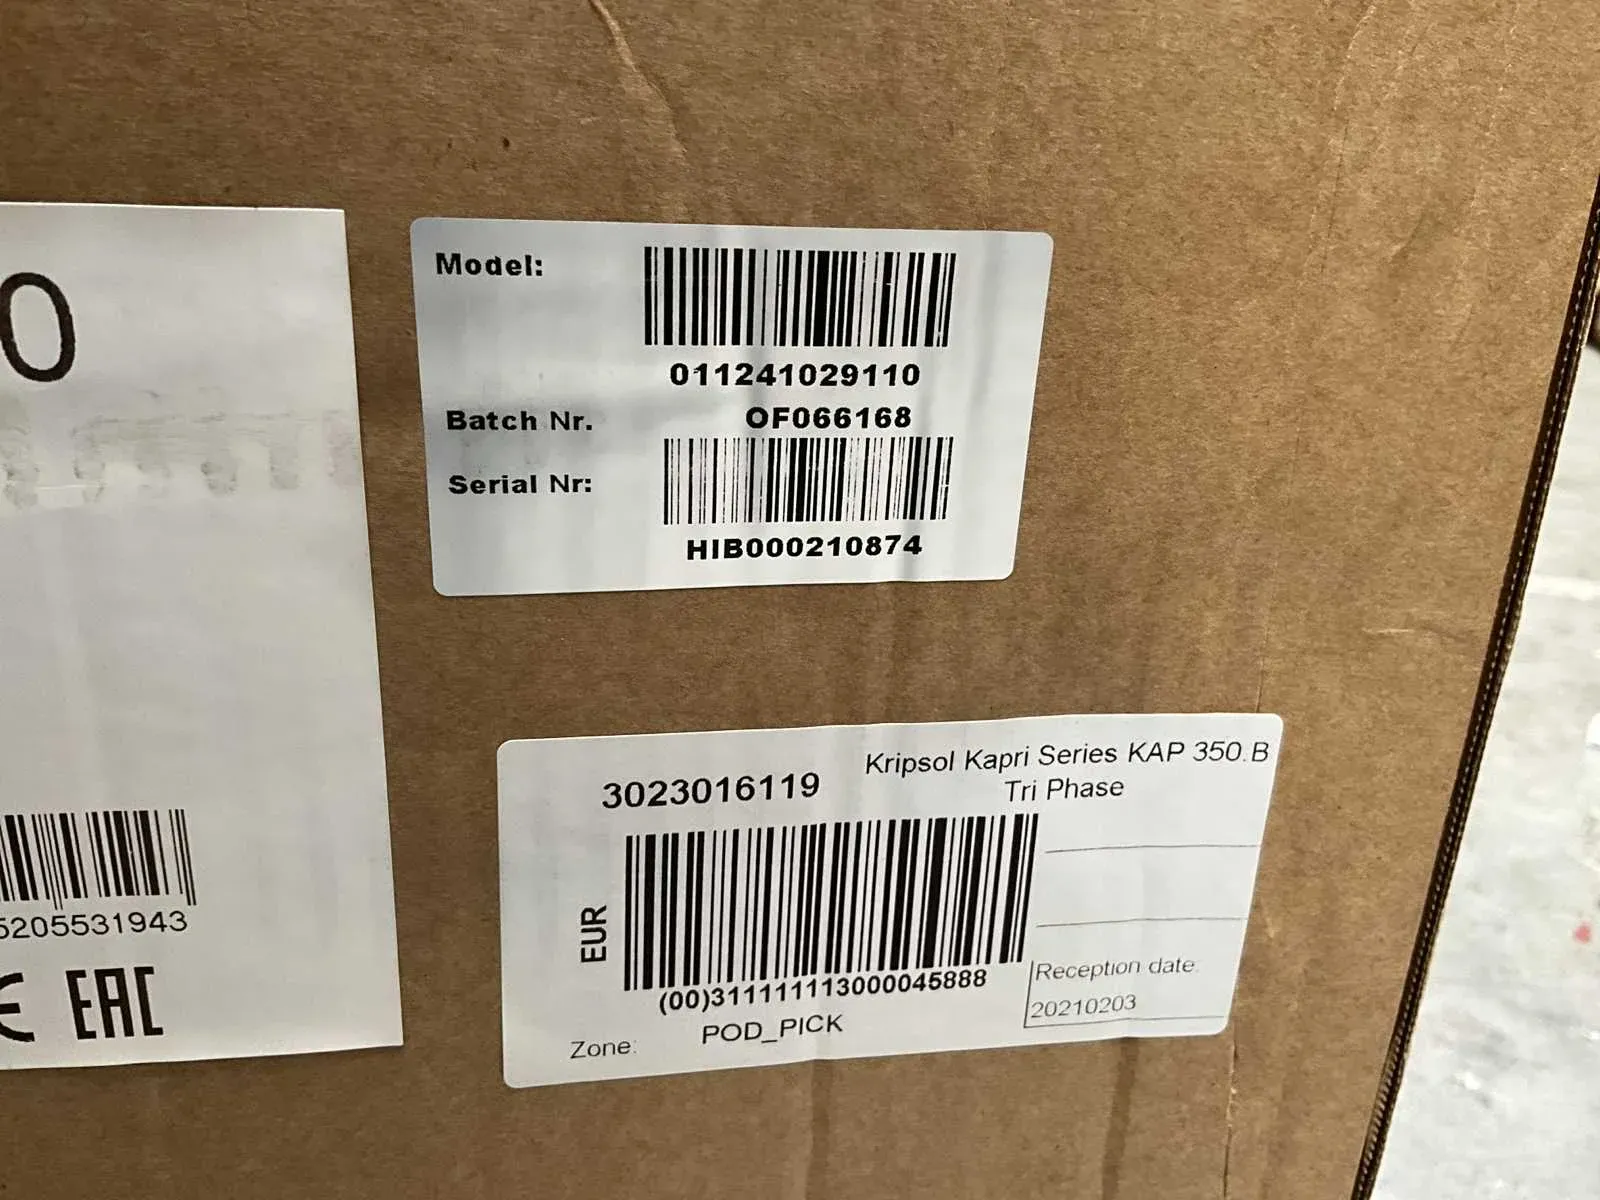 0
5205531943
CE EAC
Model:
011241029110
Batch Nr. OF066168
Serial Nr:
HIB000210874
3023016119
Kripsol Kapri Series KAP 350.B
Tri Phase
EUR
(00)311111113000045888
Reception date.
20210203
Zone: POD_PICK